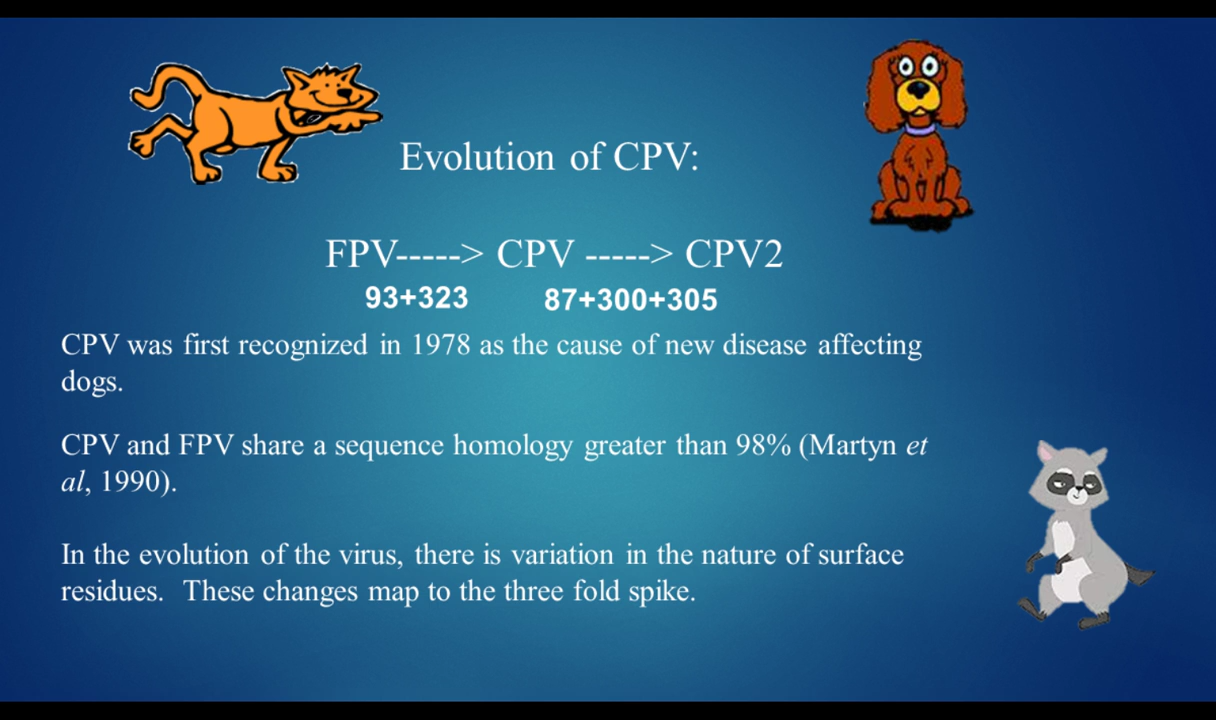 Evolution of CPV:
FPV-----> CPV -----> CPV2
93+323 87+300+305
CPV was first recognized in 1978 as the cause of new disease affecting
dogs.
CPV and FPV share a sequence homology greater than 98% (Martyn et
al, 1990).
In the evolution of the virus, there is variation in the nature of surface
residues. These changes map to the three fold spike.